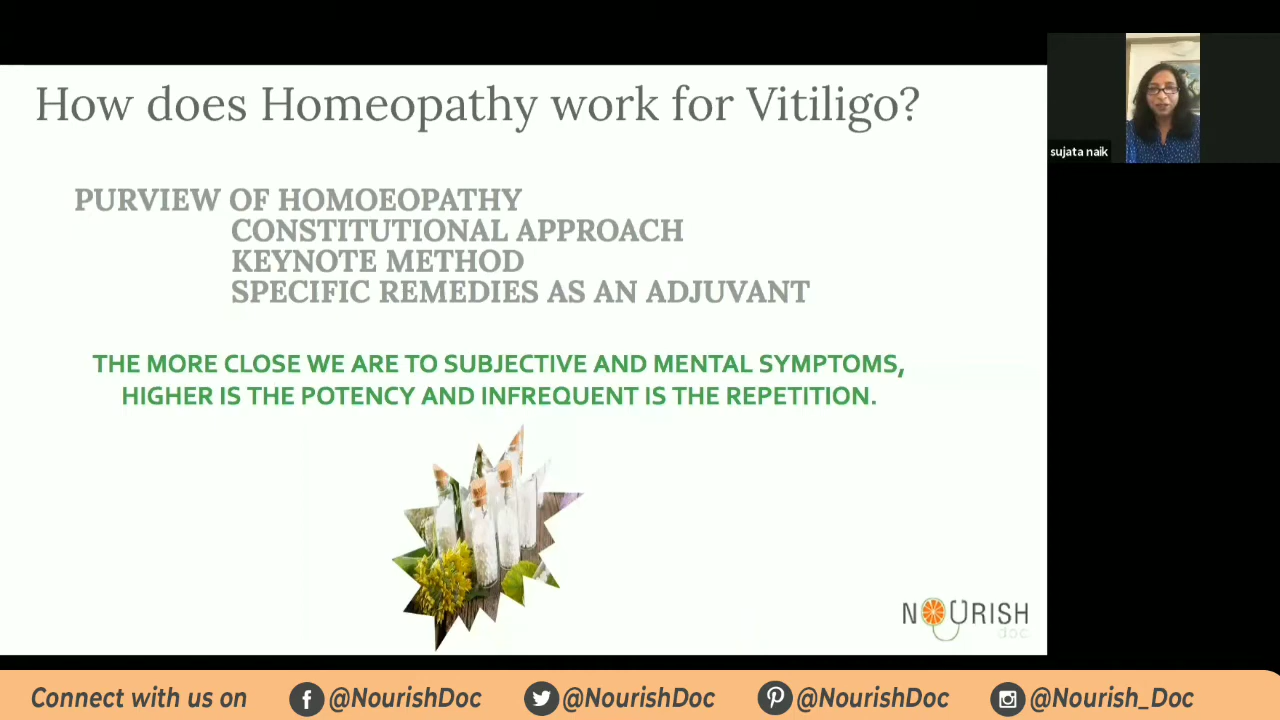 How does Homeopathy work for Vitiligo?
sujata naik
PURVIEW OF HOMOEOPATHY
CONSTITUTIONAL APPROACH
KEYNOTE METHOD
SPECIFIC REMEDIES AS AN ADJUVANT
THE MORE CLOSE WE ARE TO SUBJECTIVE AND MENTAL SYMPTOMS,
HIGHER IS THE POTENCY AND INFREQUENT IS THE REPETITION.
NOURISH
doc
Connect with us on @NourishDoc @NourishDoc @NourishDoc @Nourish_Doc